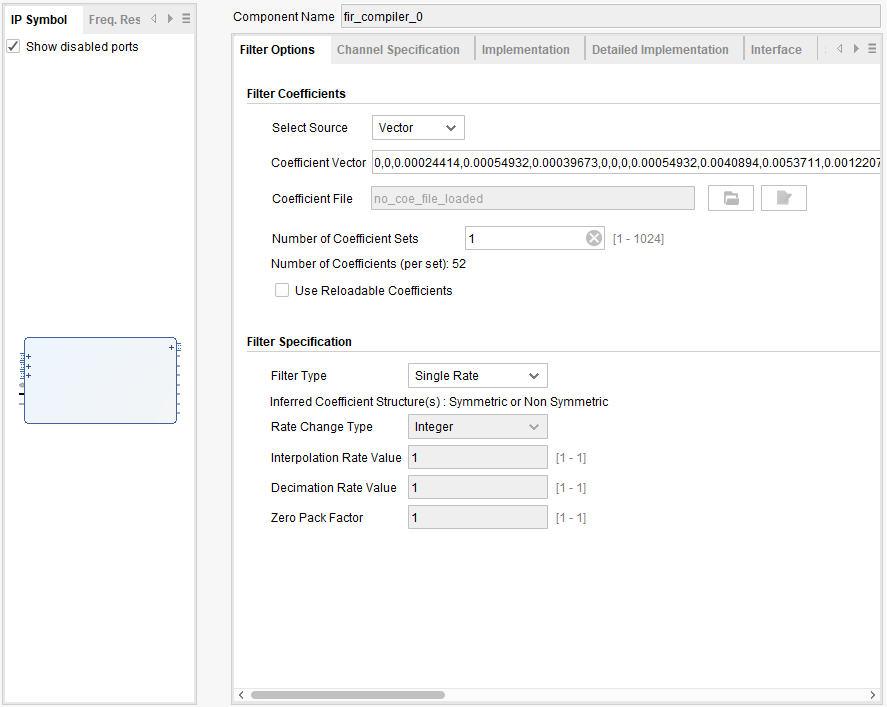 IP Symbol Freq. Res
Show disabled ports
Component Name fir_compiler_0
Filter Options Channel Specification Implementation Detailed Implementation Interface
Filter Coefficients
Select Source Vector
Coefficient Vector 0,0,0.00024414,0.00054932,0.00039673,0,0,0,0.00054932,0.0040894,0.0053711,0.0012207
Coefficient File no_coe_file_loaded
Number of Coefficient Sets 1 [1 - 1024]
Number of Coefficients (per set): 52
Use Reloadable Coefficients
Filter Specification
Filter Type Single Rate
Inferred Coefficient Structure(s) : Symmetric or Non Symmetric
Rate Change Type Integer
Interpolation Rate Value 1 [1 - 1]
Decimation Rate Value 1 [1 - 1]
Zero Pack Factor 1 [1 - 1]